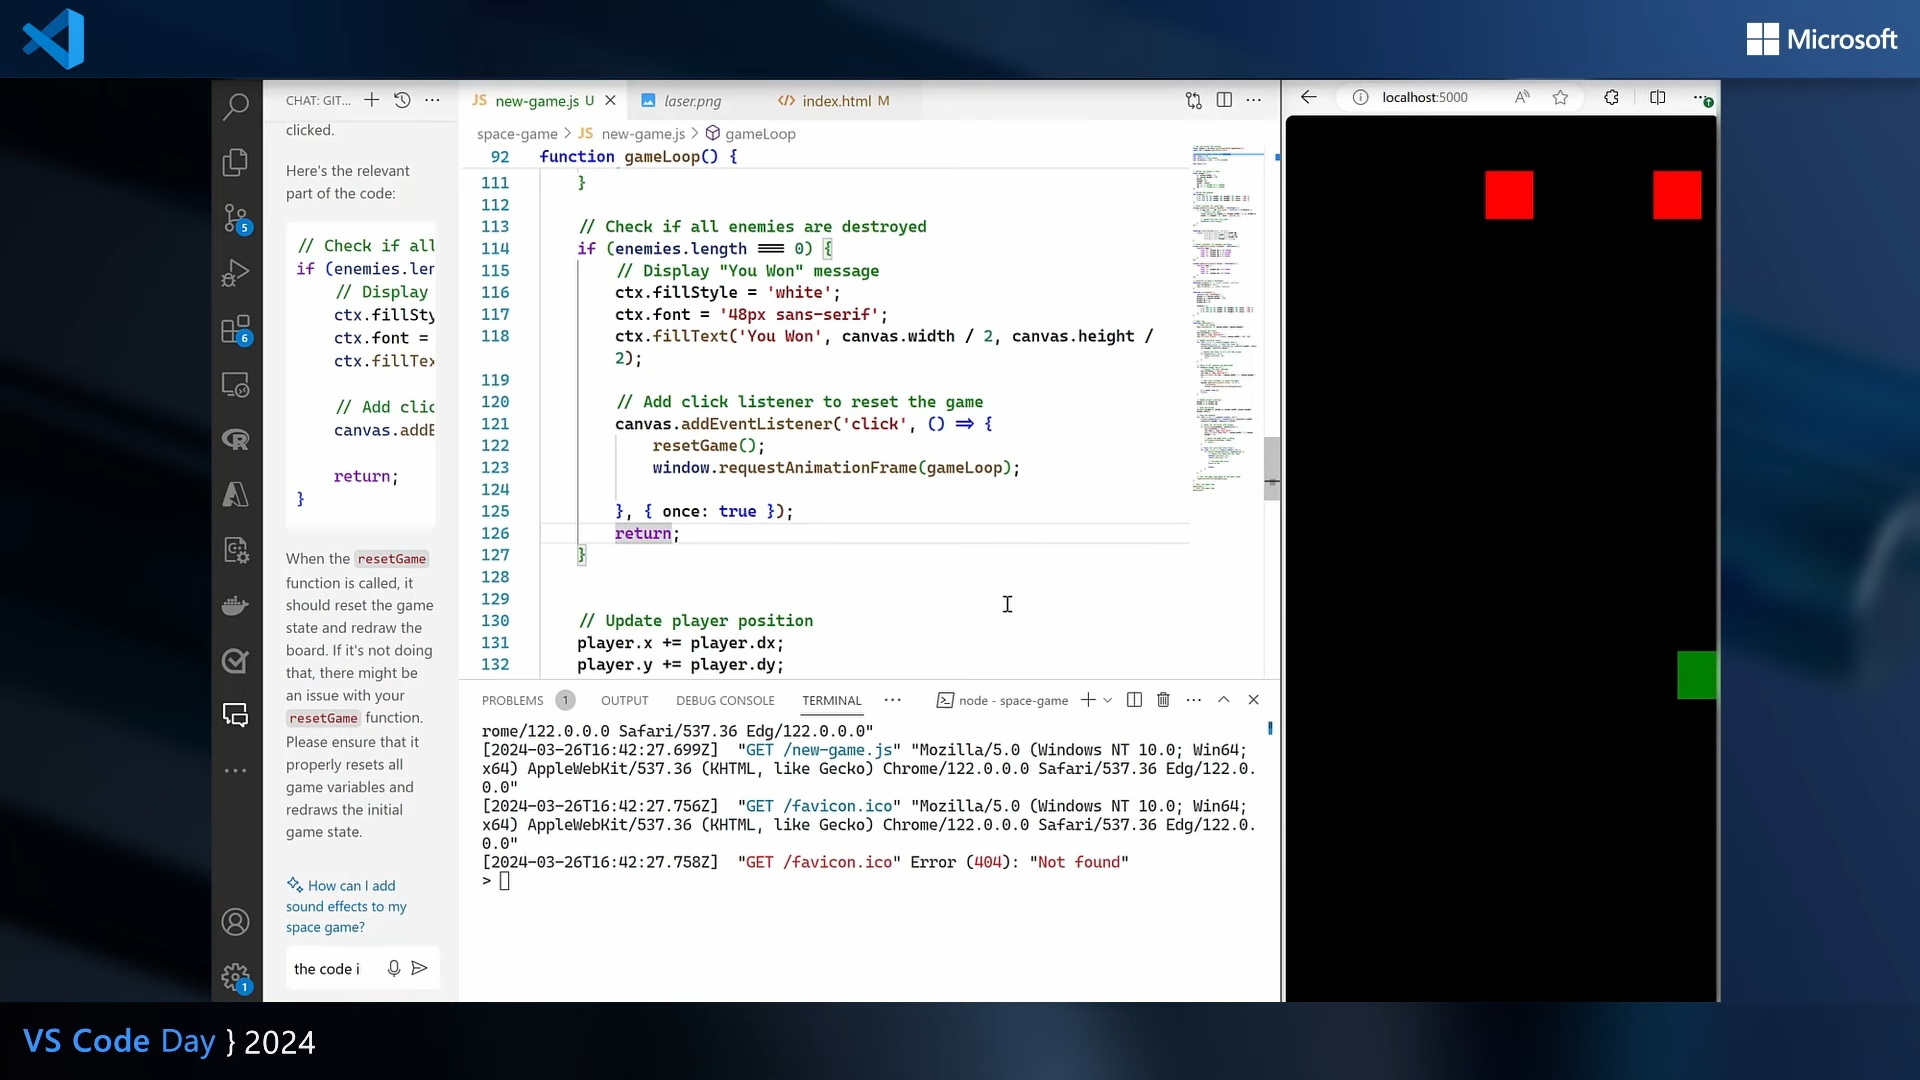 Microsoft
CHAT: GIT...
clicked.
Here's the relevant
part of the code:
// Check if all
if (enemies.ler
// Display
ctx.fillSty
ctx.font =
ctx.fillTex
// Add clic
canvas.addE
return;
}
When the resetGame
function is called, it
should reset the game
state and redraw the
board. If it's not doing
that, there might be
an issue with your
resetGame function.
Please ensure that it
properly resets all
game variables and
redraws the initial
game state.
How can I add
sound effects to my
space game?
the code i
5
6
1
JS new-game.js U
laser.png
index.html M
space-game > JS new-game.js > gameLoop
92 function gameLoop() {
111 }
112
113 // Check if all enemies are destroyed
114 if (enemies.length === 0) {
115 // Display "You Won" message
116 ctx.fillStyle = 'white';
117 ctx.font = '48px sans-serif';
118 ctx.fillText('You Won', canvas.width / 2, canvas.height /
2);
119
120 // Add click listener to reset the game
121 canvas.addEventListener('click', () => {
122 resetGame();
123 window.requestAnimationFrame(gameLoop);
124
125 }, { once: true });
126 return;
127 }
128
129
130 // Update player position
131 player.x += player.dx;
132 player.y += player.dy;
PROBLEMS 1 OUTPUT DEBUG CONSOLE TERMINAL ... node - space-game
rome/122.0.0.0 Safari/537.36 Edg/122.0.0.0"
[2024-03-26T16:42:27.699Z] "GET /new-game.js" "Mozilla/5.0 (Windows NT 10.0; Win64;
x64) AppleWebKit/537.36 (KHTML, like Gecko) Chrome/122.0.0.0 Safari/537.36 Edg/122.0.
0.0"
[2024-03-26T16:42:27.756Z] "GET /favicon.ico" "Mozilla/5.0 (Windows NT 10.0; Win64;
x64) AppleWebKit/537.36 (KHTML, like Gecko) Chrome/122.0.0.0 Safari/537.36 Edg/122.0.
0.0"
[2024-03-26T16:42:27.758Z] "GET /favicon.ico" Error (404): "Not found"
>
localhost:5000
VS Code Day } 2024